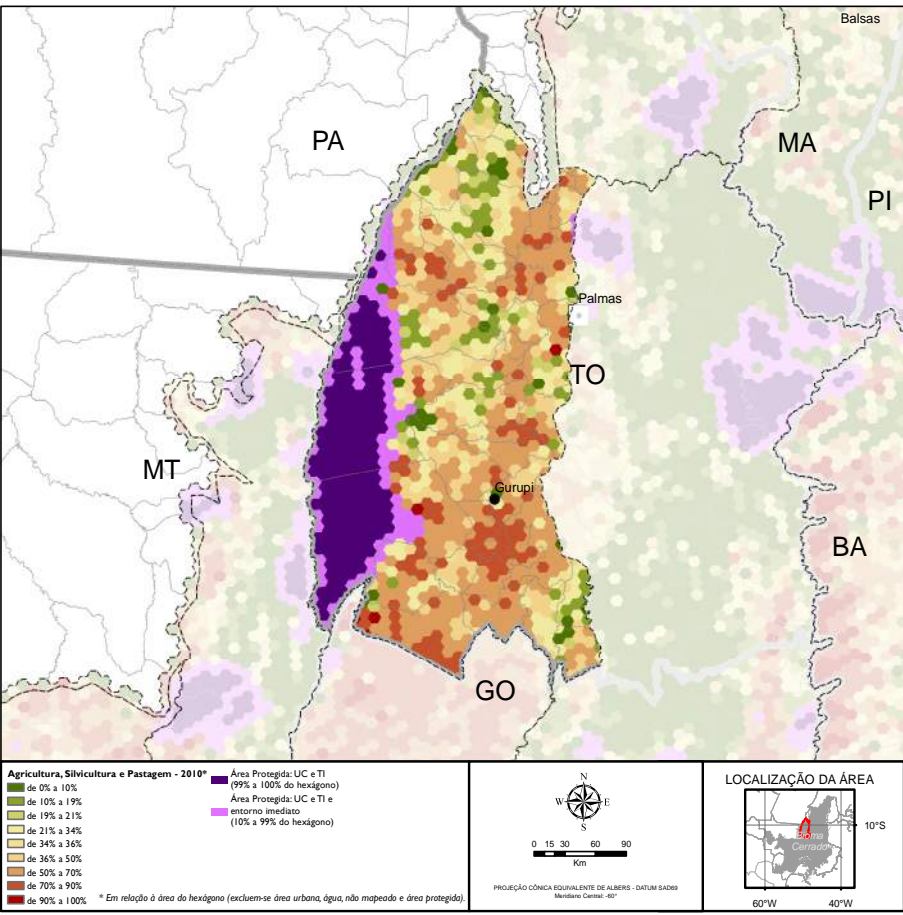 Balsas
PA
MA
PI
Palmas
TO
MT
Gurupi
BA
GO
Agricultura, Silvicultura e Pastagem - 2010*
de 0% a 10%
de 10% a 19%
de 19% a 21%
de 21% a 34%
de 34% a 36%
de 36% a 50%
de 50% a 70%
de 70% a 90%
de 90% a 100%
Área Protegida: UC e TI
(99% a 100% do hexágono)
Área Protegida: UC e TI e
entorno imediato
(10% a 99% do hexágono)
* Em relação à área do hexágono (excluem-se área urbana, água, não mapeado e área protegida).
N
W E
S
0 15 30 60 90
Km
PROJEÇÃO CÔNICA EQUIVALENTE DE ALBERS - DATUM SAD69
Meridiano Central: -60°
LOCALIZAÇÃO DA ÁREA
10°S
Bioma
Cerrado
60°W 40°W